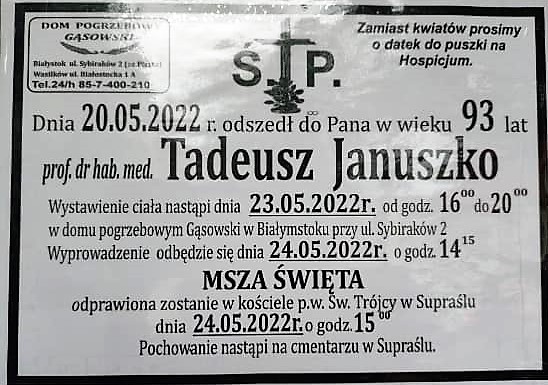 DOM POGRZEBOWY
GĄSOWSKI
Białystok ul. Sybiraków 2
Wasilków ul. Białostocka 1 A
Tel.24/h 85-7-400-210
Zamiast kwiatów prosimy
o datek do puszki na
Hospicjum.
Ś. P.
Dnia 20.05.2022 r. odszedł do Pana w wieku 93 lat
prof. dr hab. med. Tadeusz Januszko
Wystawienie ciała nastąpi dnia 23.05.2022r. od godz. 16⁰⁰ do 20⁰⁰
w domu pogrzebowym Gąsowski w Białymstoku przy ul. Sybiraków 2
Wyprowadzenie odbędzie się dnia 24.05.2022r. o godz. 14¹⁵
MSZA ŚWIĘTA
odprawiona zostanie w kościele p.w. Św. Trójcy w Supraślu
dnia 24.05.2022r. o godz. 15⁰⁰
Pochowanie nastąpi na cmentarzu w Supraślu.